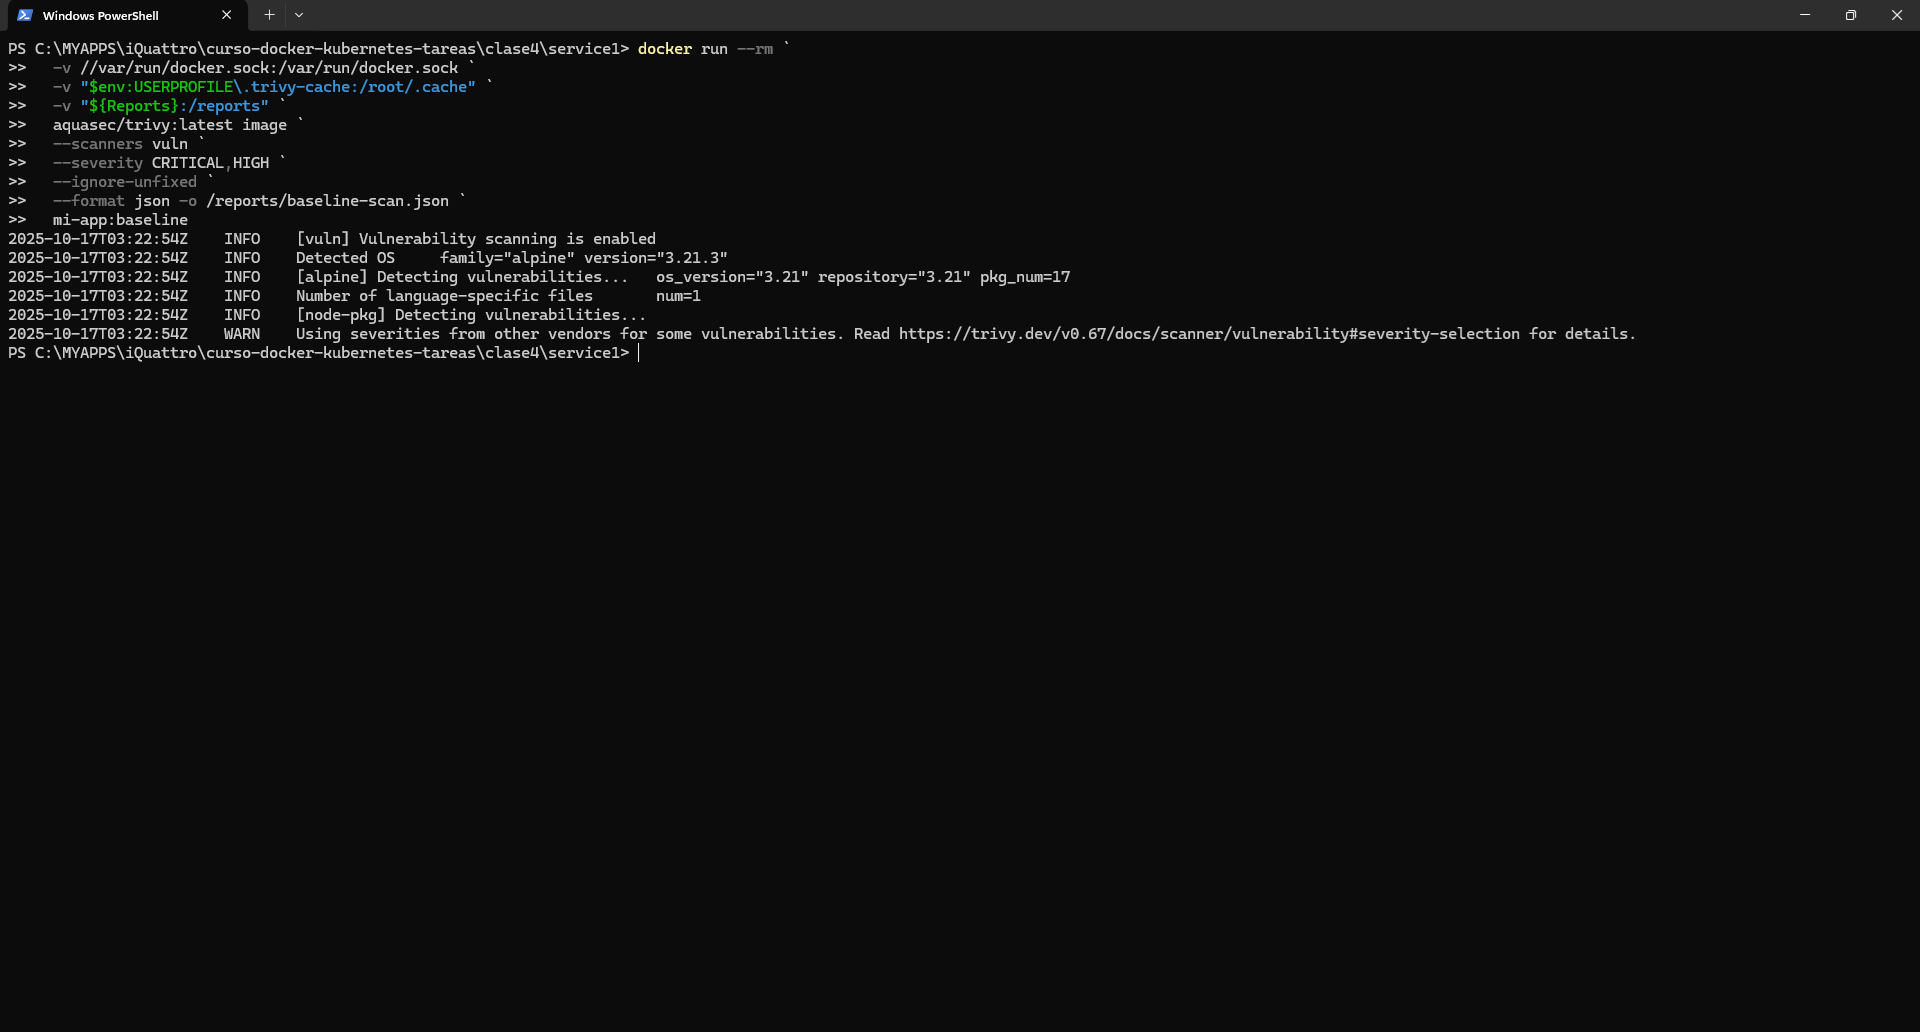 Windows PowerShell
PS C:\MYAPPS\iQuattro\curso-docker-kubernetes-tareas\clase4\service1> docker run --rm `
>>   -v //var/run/docker.sock:/var/run/docker.sock `
>>   -v "$env:USERPROFILE\.trivy-cache:/root/.cache" `
>>   -v "${Reports}:/reports" `
>>   aquasec/trivy:latest image `
>>   --scanners vuln `
>>   --severity CRITICAL,HIGH `
>>   --ignore-unfixed `
>>   --format json -o /reports/baseline-scan.json `
>>   mi-app:baseline
2025-10-17T03:22:54Z    INFO    [vuln] Vulnerability scanning is enabled
2025-10-17T03:22:54Z    INFO    Detected OS     family="alpine" version="3.21.3"
2025-10-17T03:22:54Z    INFO    [alpine] Detecting vulnerabilities...   os_version="3.21" repository="3.21" pkg_num=17
2025-10-17T03:22:54Z    INFO    Number of language-specific files       num=1
2025-10-17T03:22:54Z    INFO    [node-pkg] Detecting vulnerabilities...
2025-10-17T03:22:54Z    WARN    Using severities from other vendors for some vulnerabilities. Read https://trivy.dev/v0.67/docs/scanner/vulnerability#severity-selection for details.
PS C:\MYAPPS\iQuattro\curso-docker-kubernetes-tareas\clase4\service1>